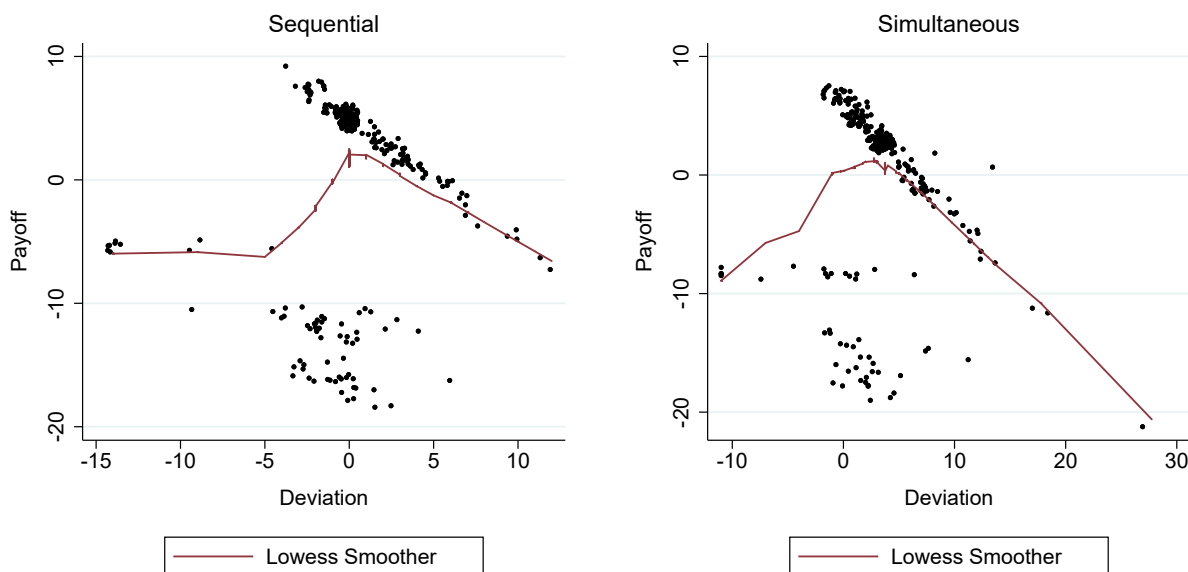 Sequential
Payoff
10
0
-10
-20
-15 -10 -5 0 5 10
Deviation
Lowess Smoother
Simultaneous
Payoff
10
0
-10
-20
-10 0 10 20 30
Deviation
Lowess Smoother